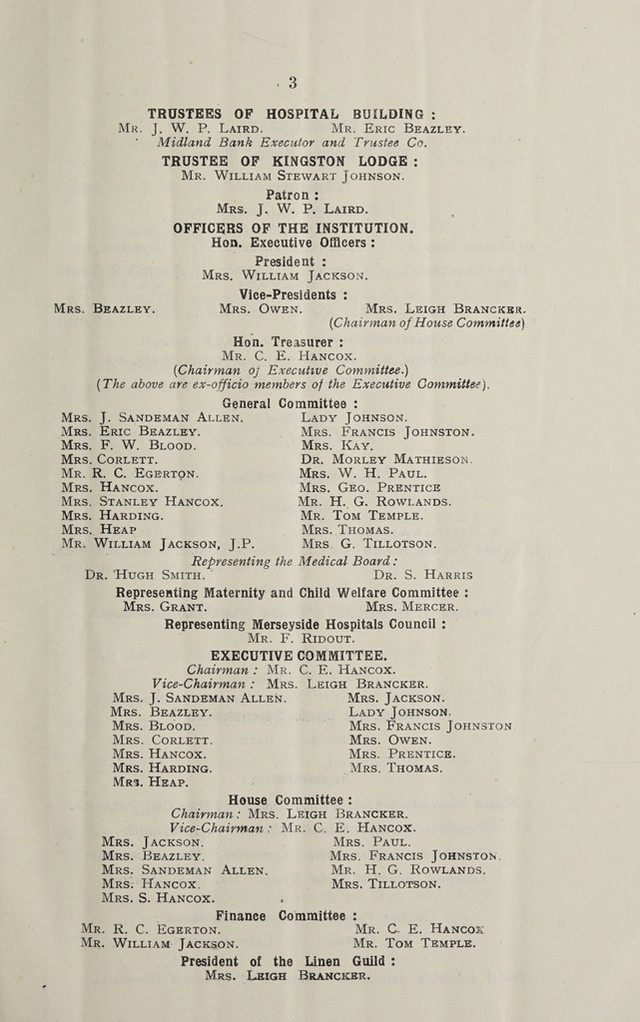 3
TRUSTEES OF HOSPITAL BUILDING :
MR. J. W. P. LAIRD. MR. ERIC BEAZLEY.
Midland Bank Executor and Trustee Co.
TRUSTEE OF KINGSTON LODGE :
MR. WILLIAM STEWART JOHNSON.
Patron :
MRS. J. W. P. LAIRD.
OFFICERS OF THE INSTITUTION.
Hon. Executive Officers :
President :
MRS. WILLIAM JACKSON.
Vice-Presidents :
MRS. BEAZLEY. MRS. OWEN. MRS. LEIGH BRANCKER.
(Chairman of House Committee)
Hon. Treasurer :
MR. C. E. HANCOX.
(Chairman of Executive Committee.)
(The above are ex-officio members of the Executive Committee).
General Committee :
MRS. J. SANDEMAN ALLEN. LADY JOHNSON.
MRS. ERIC BEAZLEY. MRS. FRANCIS JOHNSTON.
MRS. F. W. BLOOD. MRS. KAY.
MRS. CORLETT. DR. MORLEY MATHIESON.
MR. R. C. EGERTON. MRS. W. H. PAUL.
MRS. HANCOX. MRS. GEO. PRENTICE
MRS. STANLEY HANCOX. MR. H. G. ROWLANDS.
MRS. HARDING. MR. TOM TEMPLE.
MRS. HEAP MRS. THOMAS.
MR. WILLIAM JACKSON, J.P. MRS. G. TILLOTSON.
Representing the Medical Board :
DR. HUGH SMITH. DR. S. HARRIS
Representing Maternity and Child Welfare Committee :
MRS. GRANT. MRS. MERCER.
Representing Merseyside Hospitals Council :
MR. F. RIDOUT.
EXECUTIVE COMMITTEE.
Chairman : MR. C. E. HANCOX.
Vice-Chairman : MRS. LEIGH BRANCKER.
MRS. J. SANDEMAN ALLEN. MRS. JACKSON.
MRS. BEAZLEY. LADY JOHNSON.
MRS. BLOOD. MRS. FRANCIS JOHNSTON
MRS. CORLETT. MRS. OWEN.
MRS. HANCOX. MRS. PRENTICE.
MRS. HARDING. MRS. THOMAS.
MRS. HEAP.
House Committee :
Chairman : MRS. LEIGH BRANCKER.
Vice-Chairman : MR. C. E. HANCOX.
MRS. JACKSON. MRS. PAUL.
MRS. BEAZLEY. MRS. FRANCIS JOHNSTON.
MRS. SANDEMAN ALLEN. MR. H. G. ROWLANDS.
MRS. HANCOX. MRS. TILLOTSON.
MRS. S. HANCOX.
Finance Committee :
MR. R. C. EGERTON. MR. C. E. HANCOX
MR. WILLIAM JACKSON. MR. TOM TEMPLE.
President of the Linen Guild :
MRS. LEIGH BRANCKER.